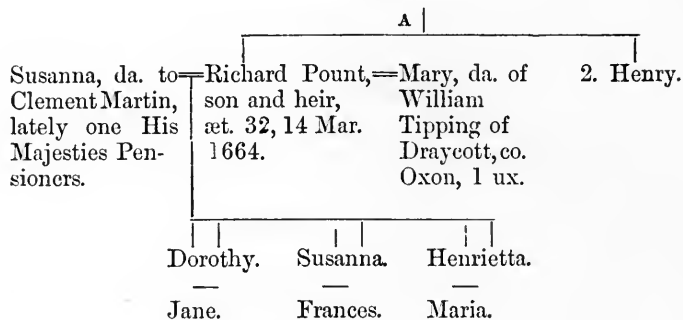 A
Susanna, da. to=Richard Pount,=Mary, da. of 2. Henry.
Clement Martin, son and heir, William
lately one His æt. 32, 14 Mar. Tipping of
Majesties Pen- 1664. Draycott, co.
sioners. Oxon, 1 ux.
Dorothy. Susanna. Henrietta.
Jane. Frances. Maria.